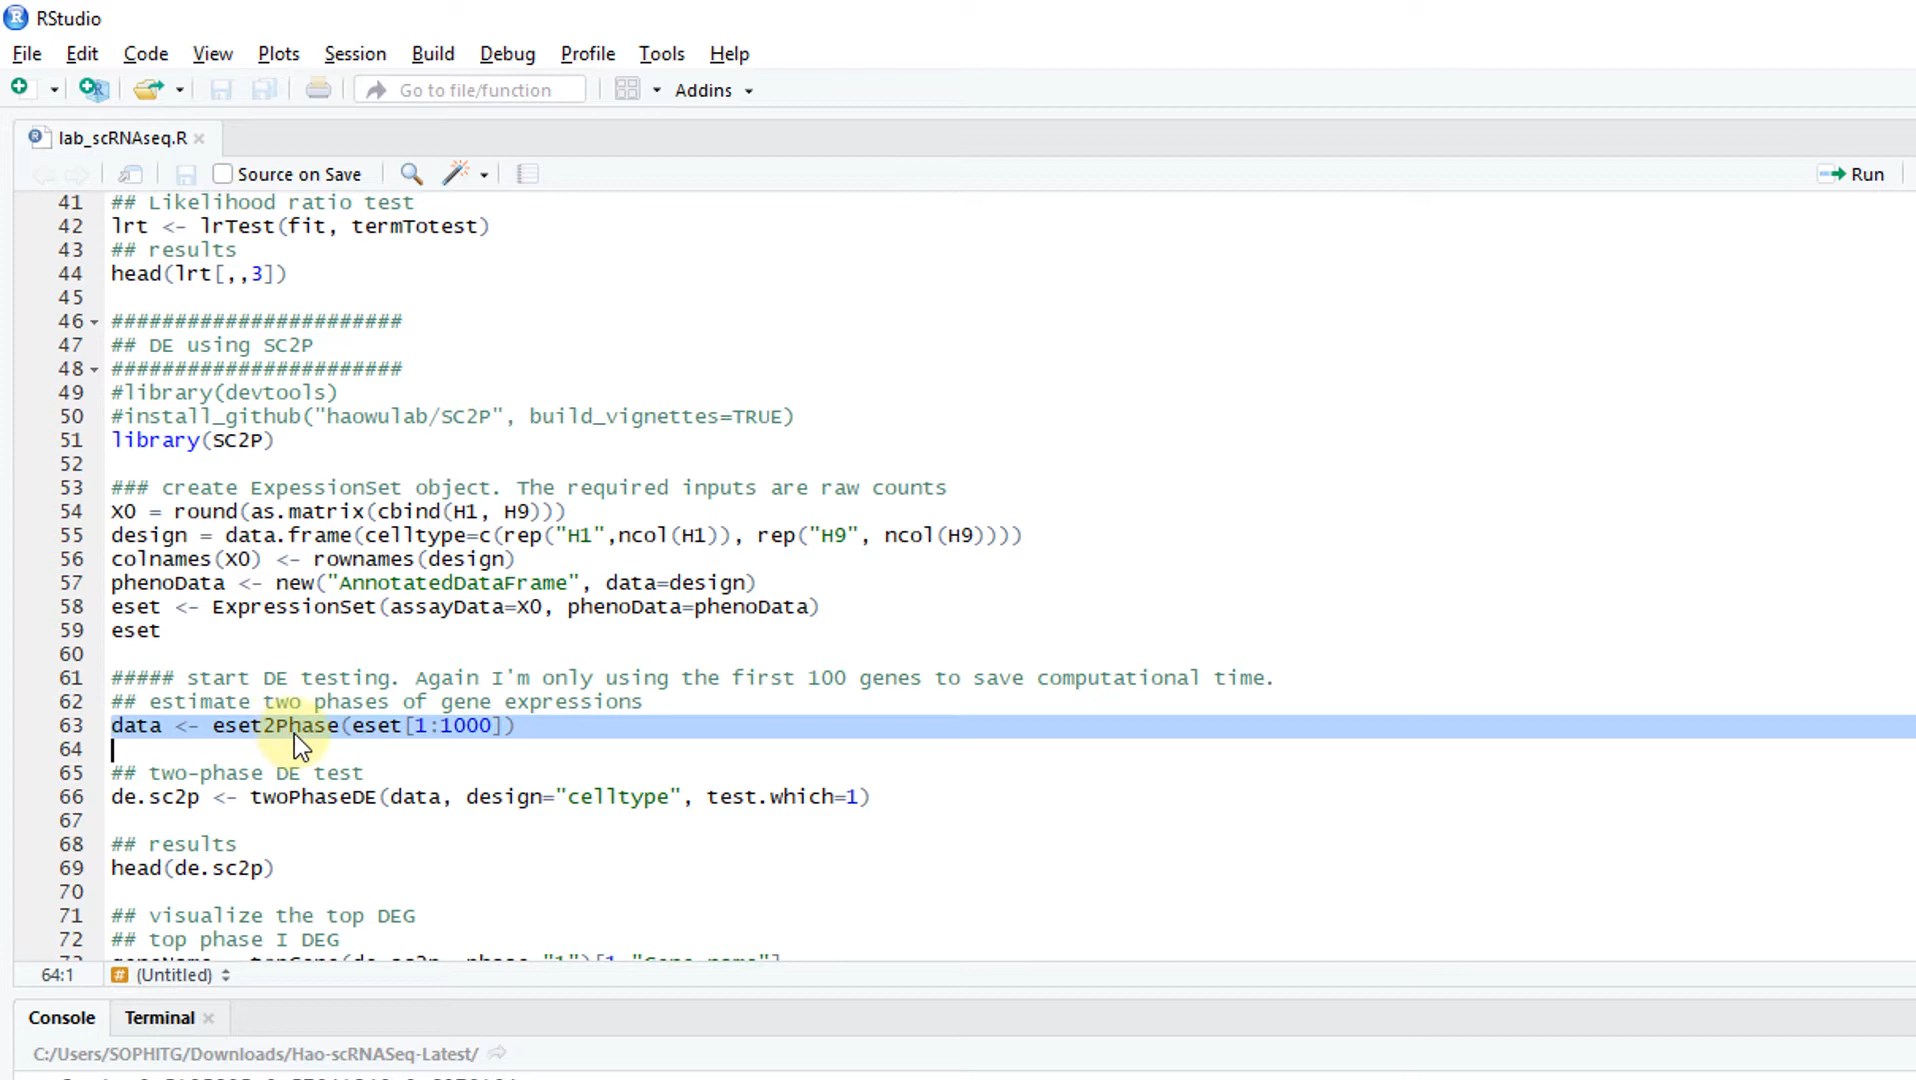 RStudio
File Edit Code View Plots Session Build Debug Profile Tools Help
Go to file/function Addins
lab_scRNAseq.R
Source on Save Run
41 ## Likelihood ratio test
42 lrt <- lrTest(fit, termTotest)
43 ## results
44 head(lrt[,,3])
45
46 #######################
47 ## DE using SC2P
48 #######################
49 #library(devtools)
50 #install_github("haowulab/SC2P", build_vignettes=TRUE)
51 library(SC2P)
52
53 ### create ExpessionSet object. The required inputs are raw counts
54 X0 = round(as.matrix(cbind(H1, H9)))
55 design = data.frame(celltype=c(rep("H1",ncol(H1)), rep("H9", ncol(H9))))
56 colnames(X0) <- rownames(design)
57 phenoData <- new("AnnotatedDataFrame", data=design)
58 eset <- ExpressionSet(assayData=X0, phenoData=phenoData)
59 eset
60
61 ##### start DE testing. Again I'm only using the first 100 genes to save computational time.
62 ## estimate two phases of gene expressions
63 data <- eset2Phase(eset[1:1000])
64
65 ## two-phase DE test
66 de.sc2p <- twoPhaseDE(data, design="celltype", test.which=1)
67
68 ## results
69 head(de.sc2p)
70
71 ## visualize the top DEG
72 ## top phase I DEG
64:1 # (Untitled)
Console Terminal
C:/Users/SOPHITG/Downloads/Hao-scRNASeq-Latest/